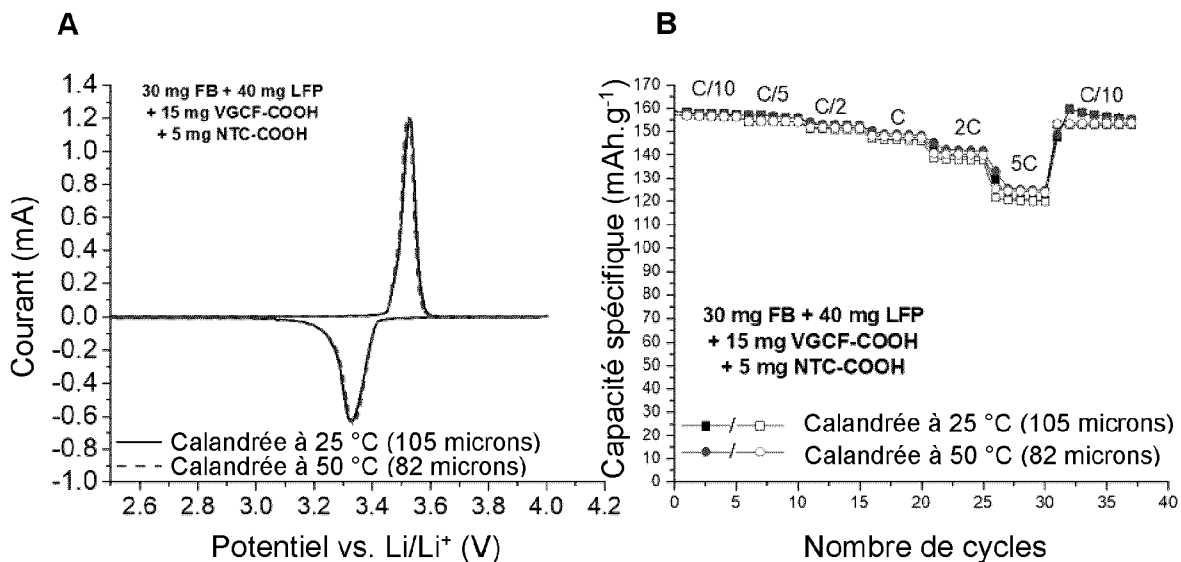 A
Courant (mA)
1.4
1.2
1.0
0.8
0.6
0.4
0.2
0.0
-0.2
-0.4
-0.6
-0.8
-1.0
30 mg FB + 40 mg LFP
+ 15 mg VGCF-COOH
+ 5 mg NTC-COOH
Calandrée à 25 °C (105 microns)
Calandrée à 50 °C (82 microns)
2.6 2.8 3.0 3.2 3.4 3.6 3.8 4.0 4.2
Potentiel vs. Li/Li⁺ (V)
B
Capacité spécifique (mAh.g⁻¹)
170
160
150
140
130
120
110
100
90
80
70
60
50
40
30
20
10
0
C/10
C/5
C/2
C
2C
5C
C/10
30 mg FB + 40 mg LFP
+ 15 mg VGCF-COOH
+ 5 mg NTC-COOH
/ Calandrée à 25 °C (105 microns)
/ Calandrée à 50 °C (82 microns)
0 5 10 15 20 25 30 35 40
Nombre de cycles